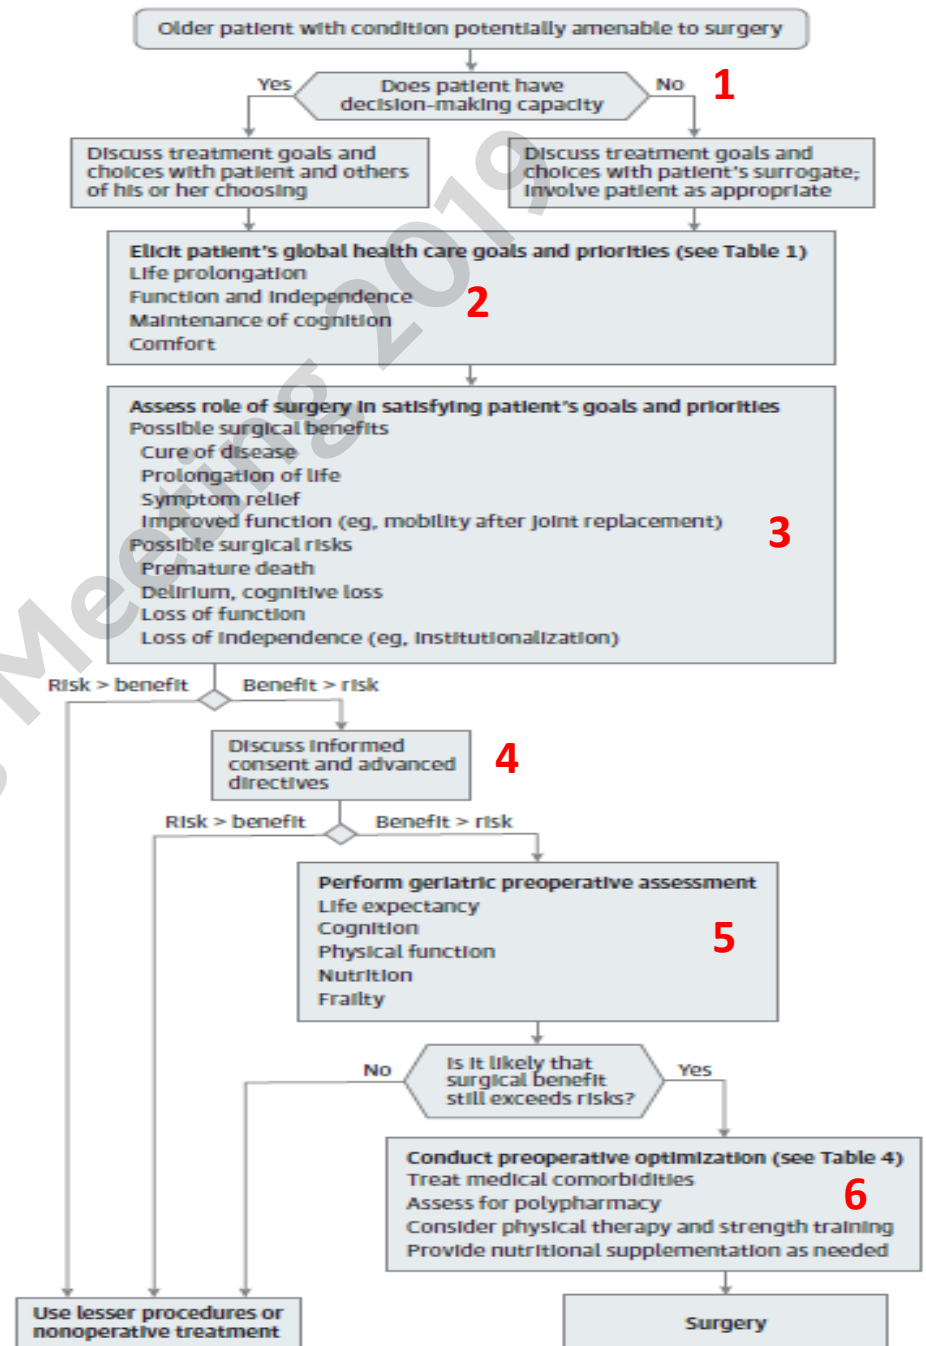 Older patient with condition potentially amenable to surgery
Does patient have
decision-making capacity
Yes
No
1
Discuss treatment goals and
choices with patient and others
of his or her choosing
Discuss treatment goals and
choices with patient's surrogate;
Involve patient as appropriate
Elicit patient's global health care goals and priorities (see Table 1)
Life prolongation
Function and Independence
Maintenance of cognition
Comfort
2
Assess role of surgery in satisfying patient's goals and priorities
Possible surgical benefits
Cure of disease
Prolongation of life
Symptom relief
Improved function (eg, mobility after joint replacement)
Possible surgical risks
Premature death
Delirium, cognitive loss
Loss of function
Loss of Independence (eg, Institutionalization)
3
Risk > benefit
Benefit > risk
Discuss Informed
consent and advanced
directives
4
Risk > benefit
Benefit > risk
Perform geriatric preoperative assessment
Life expectancy
Cognition
Physical function
Nutrition
Frailty
5
Is it likely that
surgical benefit
still exceeds risks?
No
Yes
Conduct preoperative optimization (see Table 4)
Treat medical comorbidities
Assess for polypharmacy
Consider physical therapy and strength training
Provide nutritional supplementation as needed
6
Use lesser procedures or
nonoperative treatment
Surgery
Meeting 2019